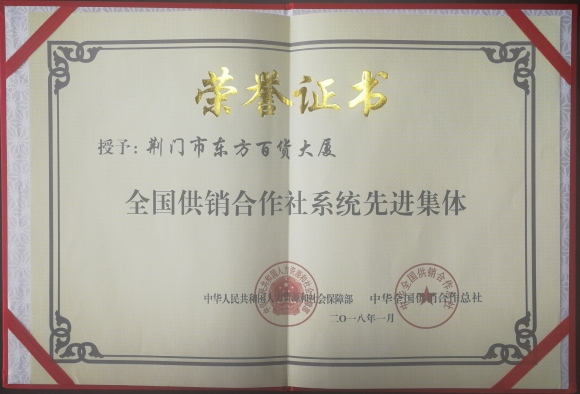 荣誉证书
授予：荆门市东方百货大厦
全国供销合作社系统先进集体
中华人民共和国人力资源和社会保障部 中华全国供销合作总社
二〇一八年一月